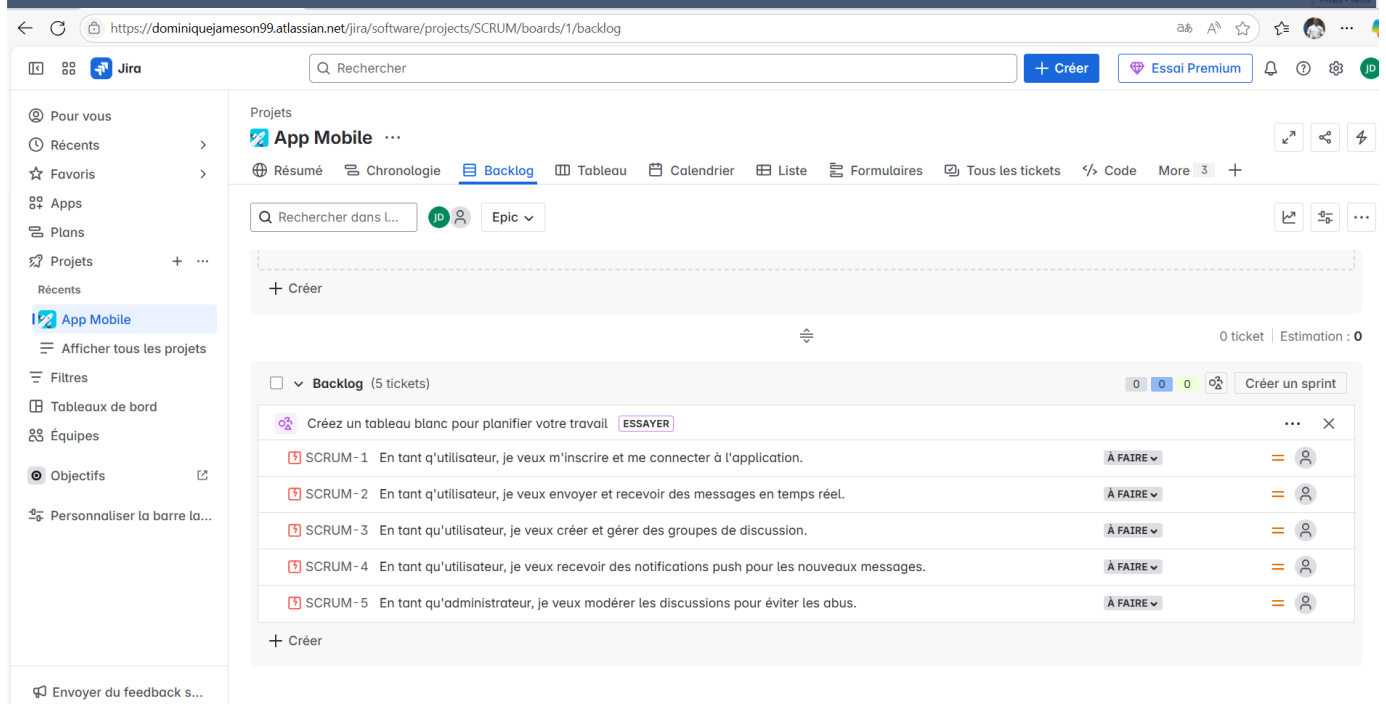 https://dominiquejameson99.atlassian.net/jira/software/projects/SCRUM/boards/1/backlog
Jira
Rechercher
+ Créer
Essai Premium
JD
Pour vous
Récents
Favoris
Apps
Plans
Projets
Récents
App Mobile
Afficher tous les projets
Filtres
Tableaux de bord
Équipes
Objectifs
Personnaliser la barre la...
Envoyer du feedback s...
Projets
App Mobile
Résumé Chronologie Backlog Tableau Calendrier Liste Formulaires Tous les tickets Code More 3
Rechercher dans l... JD Epic
+ Créer
0 ticket Estimation : 0
Backlog (5 tickets) 0 0 0 Créer un sprint
Créez un tableau blanc pour planifier votre travail ESSAYER
SCRUM-1 En tant qu'utilisateur, je veux m'inscrire et me connecter à l'application. À FAIRE
SCRUM-2 En tant qu'utilisateur, je veux envoyer et recevoir des messages en temps réel. À FAIRE
SCRUM-3 En tant qu'utilisateur, je veux créer et gérer des groupes de discussion. À FAIRE
SCRUM-4 En tant qu'utilisateur, je veux recevoir des notifications push pour les nouveaux messages. À FAIRE
SCRUM-5 En tant qu'administrateur, je veux modérer les discussions pour éviter les abus. À FAIRE
+ Créer